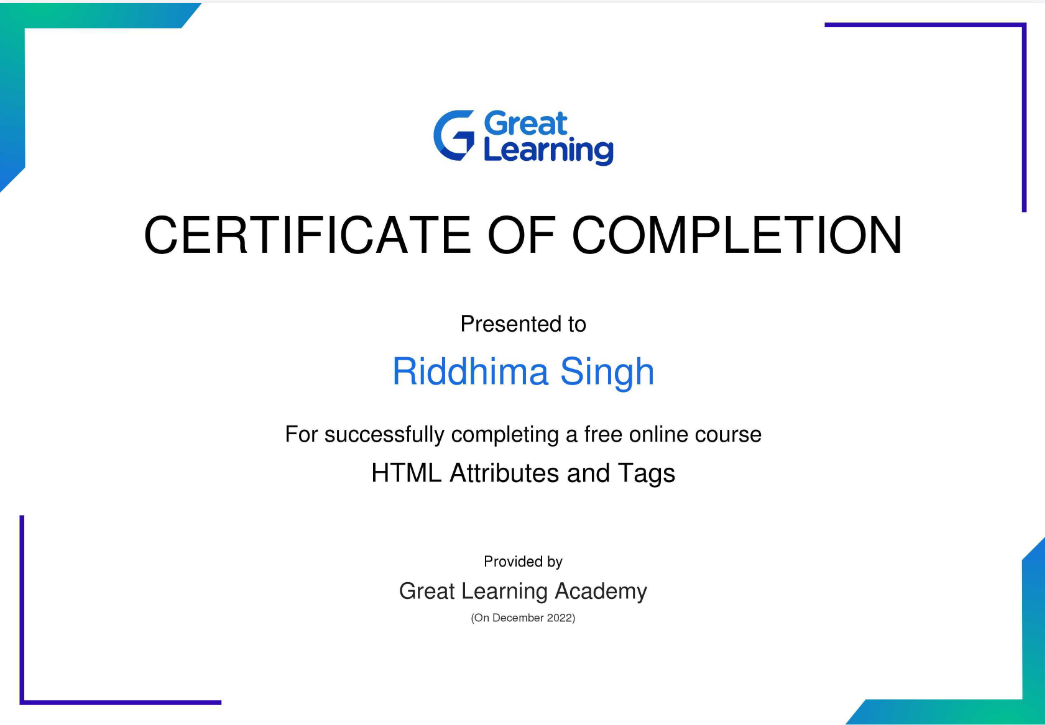 Great
Learning
CERTIFICATE OF COMPLETION
Presented to
Riddhima Singh
For successfully completing a free online course
HTML Attributes and Tags
Provided by
Great Learning Academy
(On December 2022)